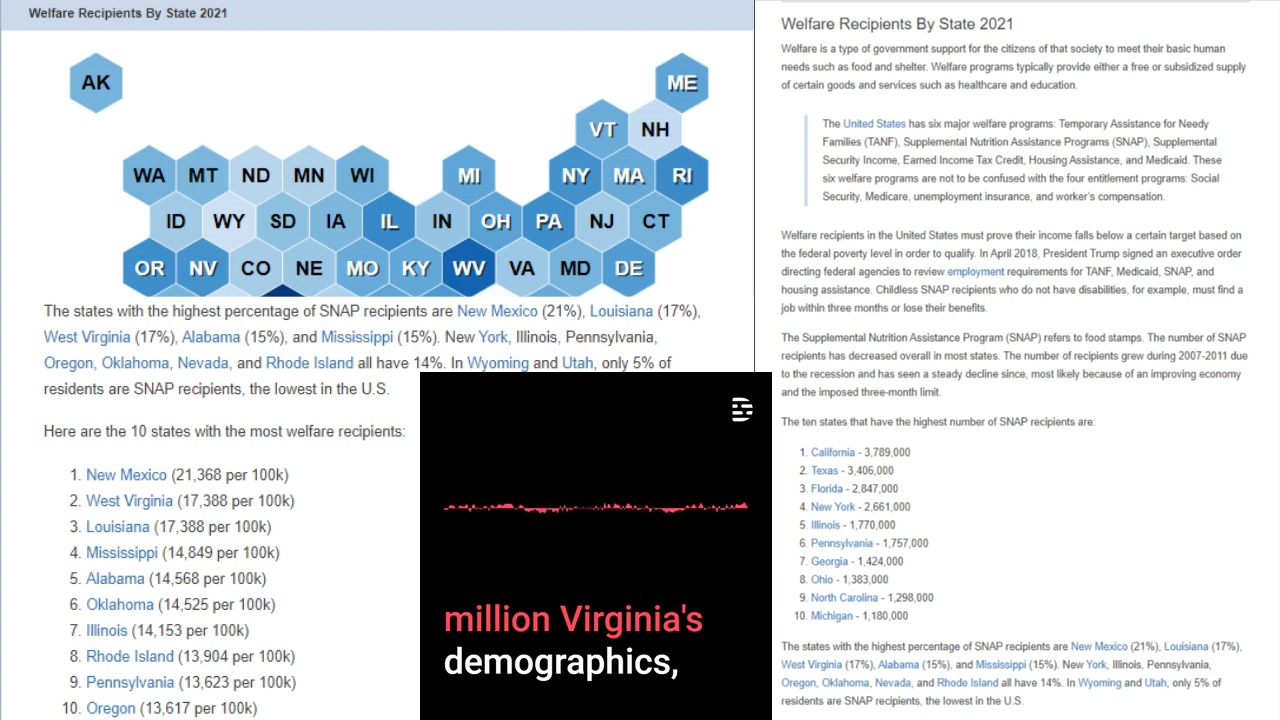 Welfare Recipients By State 2021
AK
ME
VT NH
WA MT ND MN WI MI NY MA RI
ID WY SD IA IL IN OH PA NJ CT
OR NV CO NE MO KY WV VA MD DE
The states with the highest percentage of SNAP recipients are New Mexico (21%), Louisiana (17%),
West Virginia (17%), Alabama (15%), and Mississippi (15%). New York, Illinois, Pennsylvania,
Oregon, Oklahoma, Nevada, and Rhode Island all have 14%. In Wyoming and Utah, only 5% of
residents are SNAP recipients, the lowest in the U.S.
Here are the 10 states with the most welfare recipients:
1. New Mexico (21,368 per 100k)
2. West Virginia (17,388 per 100k)
3. Louisiana (17,388 per 100k)
4. Mississippi (14,849 per 100k)
5. Alabama (14,568 per 100k)
6. Oklahoma (14,525 per 100k)
7. Illinois (14,153 per 100k)
8. Rhode Island (13,904 per 100k)
9. Pennsylvania (13,623 per 100k)
10. Oregon (13,617 per 100k)
million Virginia's
demographics,
Welfare Recipients By State 2021
Welfare is a type of government support for the citizens of that society to meet their basic human
needs such as food and shelter. Welfare programs typically provide either a free or subsidized supply
of certain goods and services such as healthcare and education.
The United States has six major welfare programs: Temporary Assistance for Needy
Families (TANF), Supplemental Nutrition Assistance Programs (SNAP), Supplemental
Security Income, Earned Income Tax Credit, Housing Assistance, and Medicaid. These
six welfare programs are not to be confused with the four entitlement programs: Social
Security, Medicare, unemployment insurance, and worker's compensation.
Welfare recipients in the United States must prove their income falls below a certain target based on
the federal poverty level in order to qualify. In April 2018, President Trump signed an executive order
directing federal agencies to review employment requirements for TANF, Medicaid, SNAP, and
housing assistance. Childless SNAP recipients who do not have disabilities, for example, must find a
job within three months or lose their benefits.
The Supplemental Nutrition Assistance Program (SNAP) refers to food stamps. The number of SNAP
recipients has decreased overall in most states. The number of recipients grew during 2007-2011 due
to the recession and has seen a steady decline since, most likely because of an improving economy
and the imposed three-month limit.
The ten states that have the highest number of SNAP recipients are:
1. California - 3,789,000
2. Texas - 3,406,000
3. Florida - 2,847,000
4. New York - 2,661,000
5. Illinois - 1,770,000
6. Pennsylvania - 1,757,000
7. Georgia - 1,424,000
8. Ohio - 1,383,000
9. North Carolina - 1,298,000
10. Michigan - 1,180,000
The states with the highest percentage of SNAP recipients are New Mexico (21%), Louisiana (17%),
West Virginia (17%), Alabama (15%), and Mississippi (15%). New York, Illinois, Pennsylvania,
Oregon, Oklahoma, Nevada, and Rhode Island all have 14%. In Wyoming and Utah, only 5% of
residents are SNAP recipients, the lowest in the U.S.